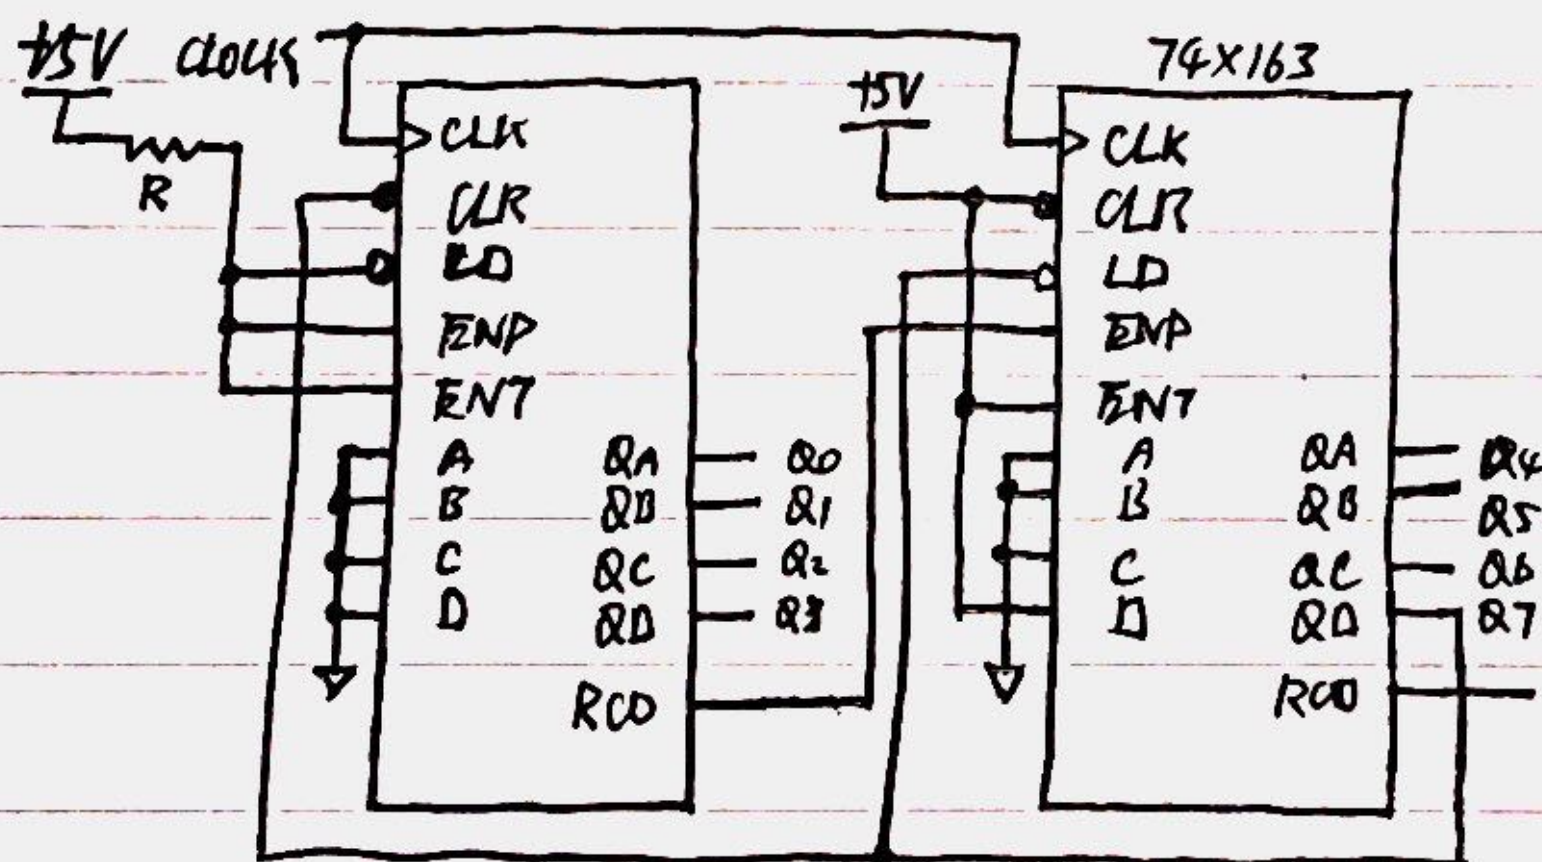 +5V CLOCK
R
CLK
CLR
LD
ENP
ENT
A QA Q0
B QB Q1
C QC Q2
D QD Q3
RCO
74X163
+5V
CLK
CLR
LD
ENP
ENT
A QA Q4
B QB Q5
C QC Q6
D QD Q7
RCO